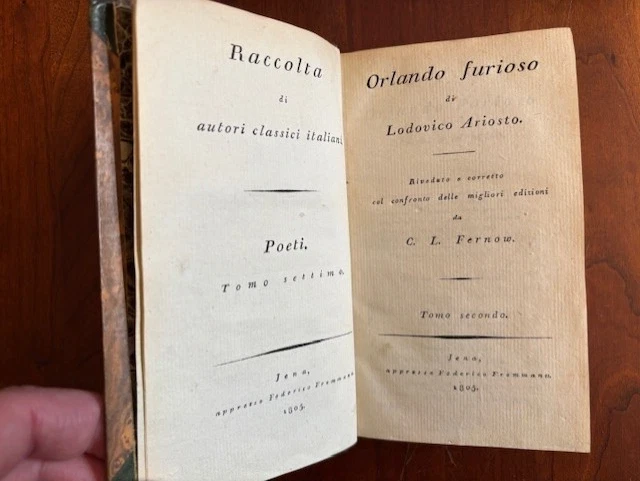 Raccolta
di
autori classici italiani.
Poeti.
Tomo settimo.
Jena,
appresso Federico Frommann.
1805.
Orlando furioso
di
Lodovico Ariosto.
Riveduto e corretto
col confronto delle migliori edizioni
da
C. L. Fernow.
Tomo secondo.
Jena,
appresso Federico Frommann.
1805.